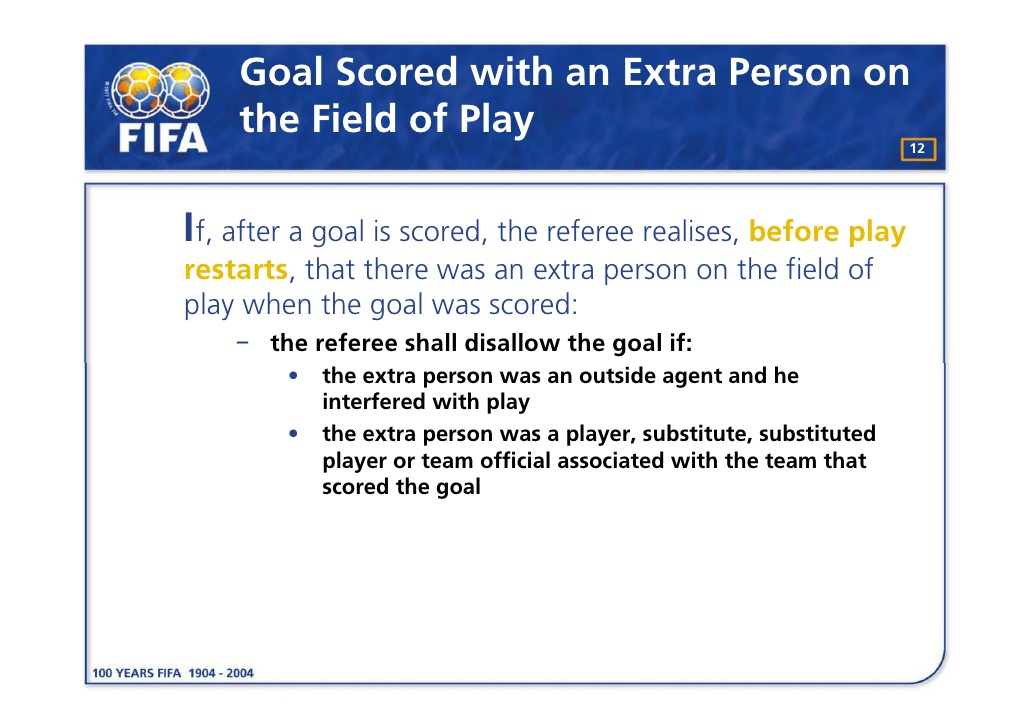 Goal Scored with an Extra Person on
the Field of Play
FIFA
12
If, after a goal is scored, the referee realises, before play
restarts, that there was an extra person on the field of
play when the goal was scored:
– the referee shall disallow the goal if:
• the extra person was an outside agent and he
interfered with play
• the extra person was a player, substitute, substituted
player or team official associated with the team that
scored the goal
100 YEARS FIFA 1904 - 2004